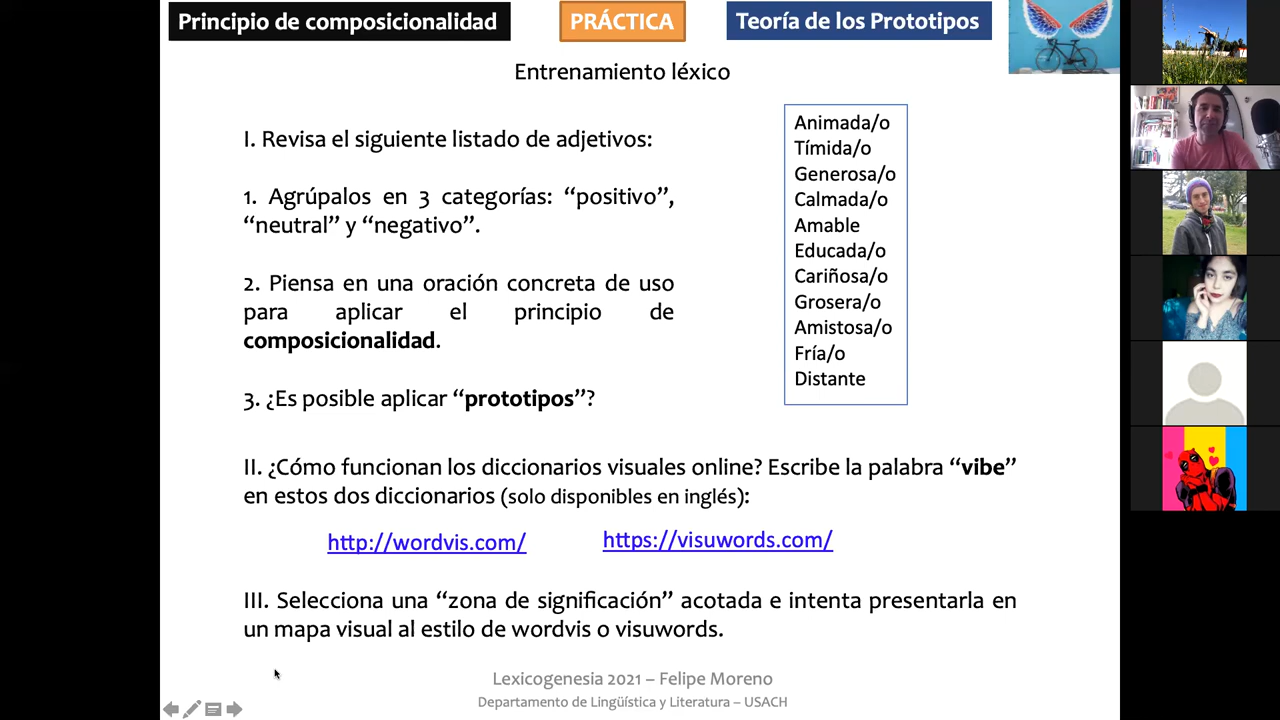 Principio de composicionalidad
PRÁCTICA
Teoría de los Prototipos
Entrenamiento léxico
I. Revisa el siguiente listado de adjetivos:
1. Agrúpalos en 3 categorías: “positivo”,
“neutral” y “negativo”.
2. Piensa en una oración concreta de uso
para aplicar el principio de
composicionalidad.
3. ¿Es posible aplicar “prototipos”?
Animada/o
Tímida/o
Generosa/o
Calmada/o
Amable
Educada/o
Cariñosa/o
Grosera/o
Amistosa/o
Fría/o
Distante
II. ¿Cómo funcionan los diccionarios visuales online? Escribe la palabra “vibe”
en estos dos diccionarios (solo disponibles en inglés):
http://wordvis.com/
https://visuwords.com/
III. Selecciona una “zona de significación” acotada e intenta presentarla en
un mapa visual al estilo de wordvis o visuwords.
Lexicogenesia 2021 – Felipe Moreno
Departamento de Lingüística y Literatura – USACH